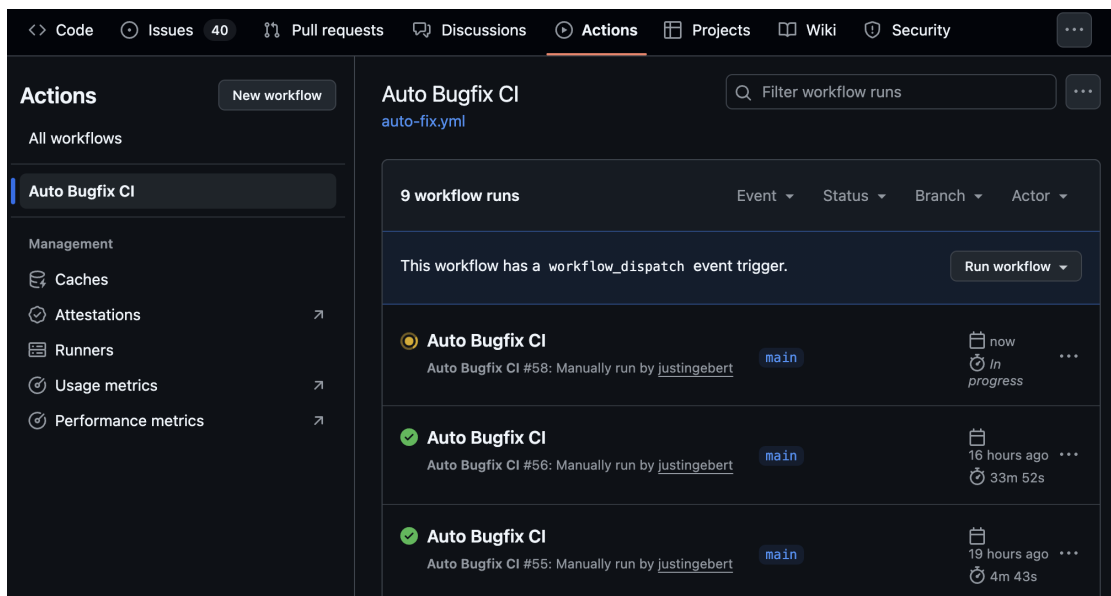 Code Issues 40 Pull requests Discussions Actions Projects Wiki Security
Actions
New workflow
All workflows
Auto Bugfix CI
Management
Caches
Attestations
Runners
Usage metrics
Performance metrics
Auto Bugfix CI
auto-fix.yml
Filter workflow runs
9 workflow runs
Event Status Branch Actor
This workflow has a workflow_dispatch event trigger.
Run workflow
Auto Bugfix CI
Auto Bugfix CI #58: Manually run by justingebert
main
now
In
progress
Auto Bugfix CI
Auto Bugfix CI #56: Manually run by justingebert
main
16 hours ago
33m 52s
Auto Bugfix CI
Auto Bugfix CI #55: Manually run by justingebert
main
19 hours ago
4m 43s